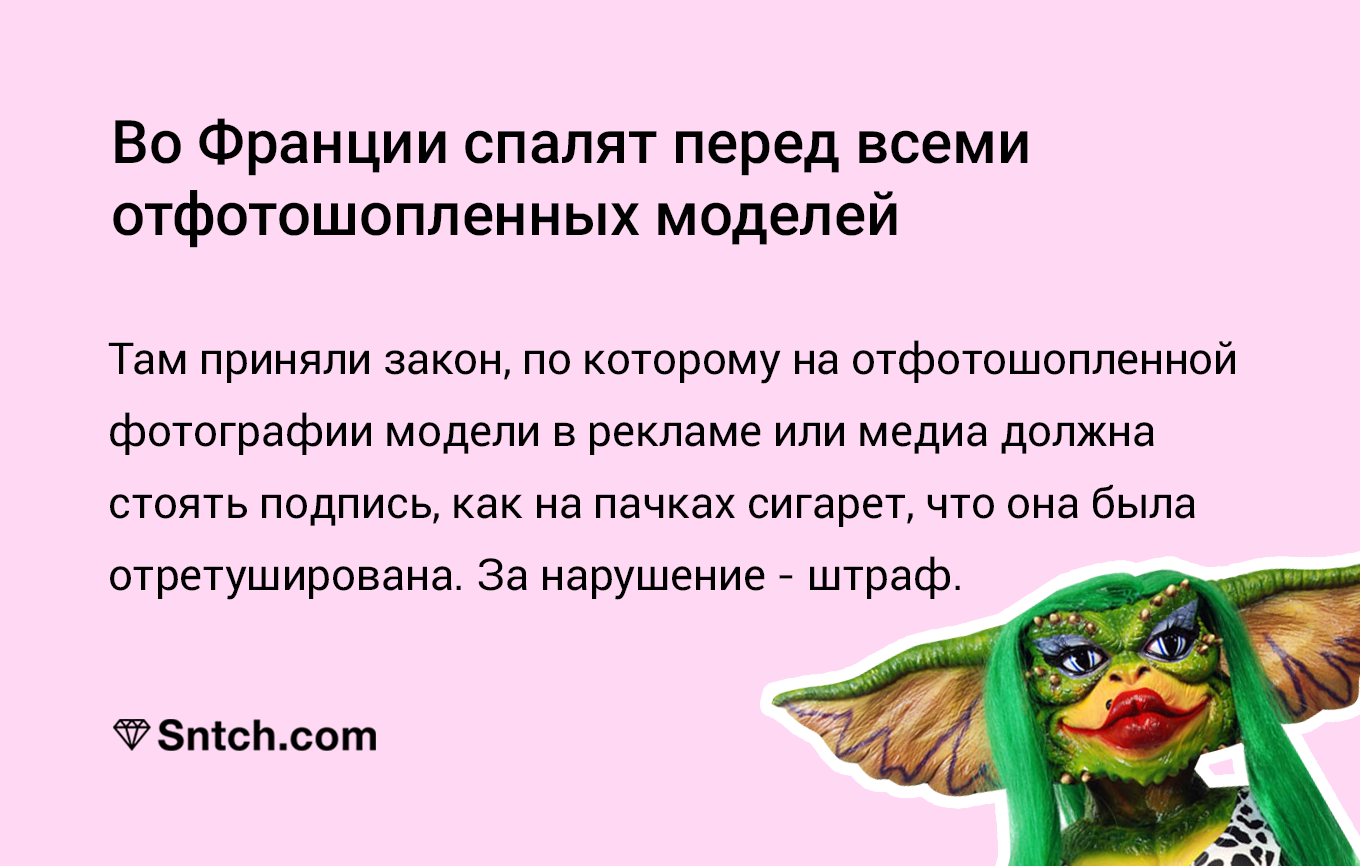 Во Франции спалят перед всеми
отфотошопленных моделей
Там приняли закон, по которому на отфотошопленной
фотографии модели в рекламе или медиа должна
стоять подпись, как на пачках сигарет, что она была
отретуширована. За нарушение - штраф.
Sntch.com